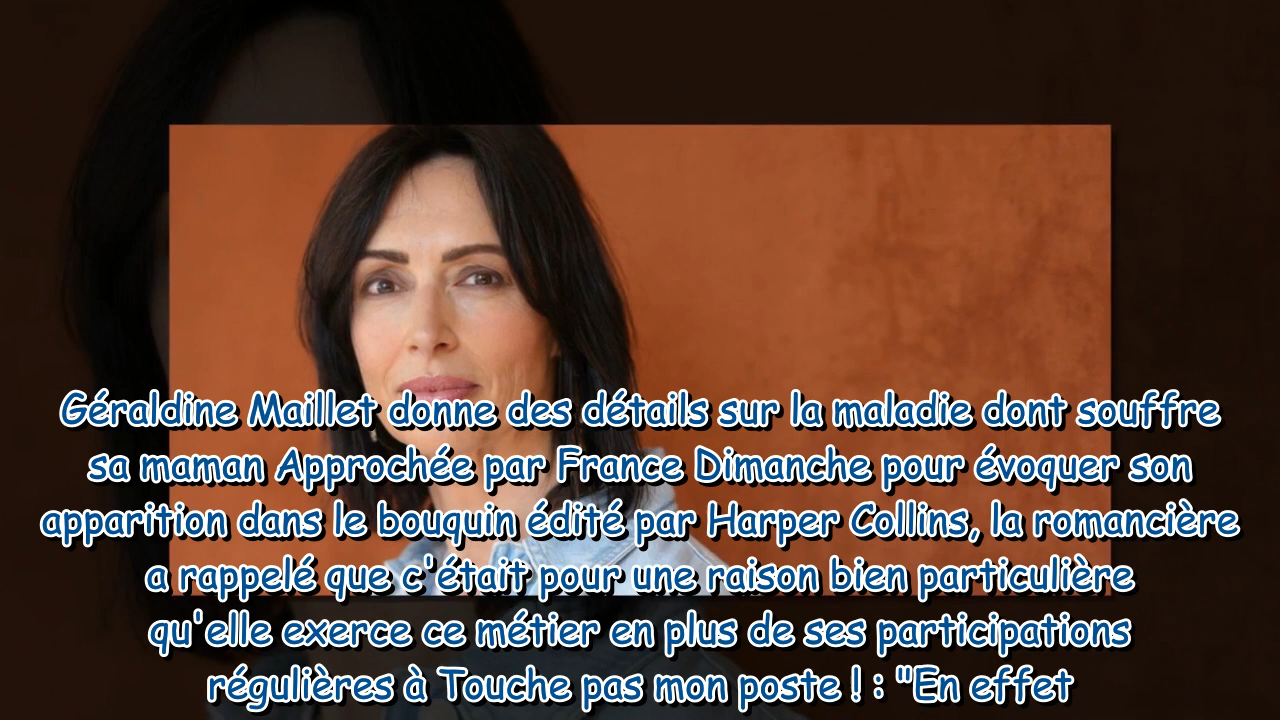 Géraldine Maillet donne des détails sur la maladie dont souffre
sa maman Approchée par France Dimanche pour évoquer son
apparition dans le bouquin édité par Harper Collins, la romancière
a rappelé que c'était pour une raison bien particulière
qu'elle exerce ce métier en plus de ses participations
régulières à Touche pas mon poste ! : "En effet